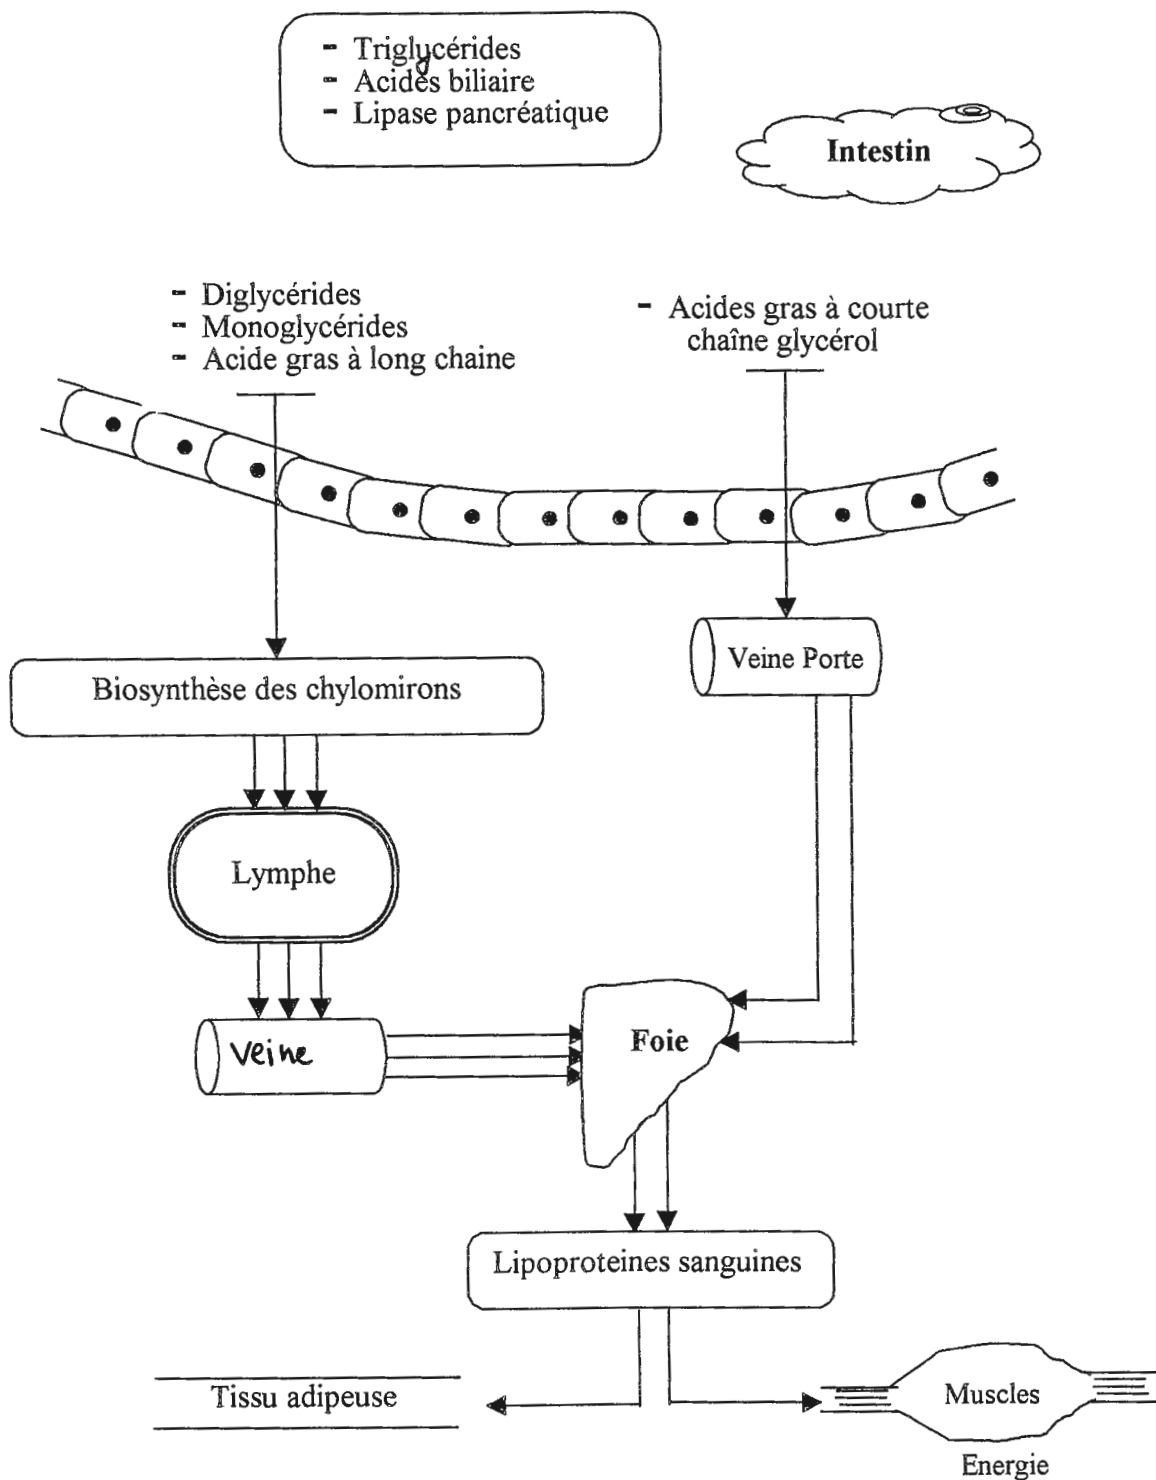 - Triglycérides
- Acides biliaire
- Lipase pancréatique
Intestin
- Diglycérides
- Monoglycérides
- Acide gras à long chaine
- Acides gras à courte
chaîne glycérol
Veine Porte
Biosynthèse des chylomirons
Lymphe
Veine
Foie
Lipoproteines sanguines
Tissu adipeuse
Muscles
Energie